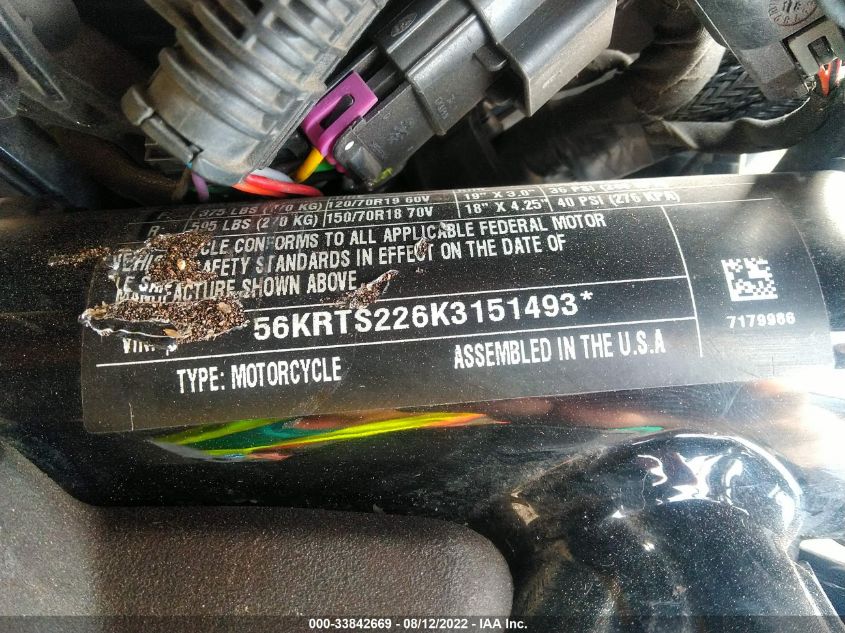 375 LBS (170 KG) 120/70R19 60V 19" X 3.0" 36 PSI
595 LBS (270 KG) 150/70R18 70V 18" X 4.25" 40 PSI (276 KPA)
CONFORMS TO ALL APPLICABLE FEDERAL MOTOR
SAFETY STANDARDS IN EFFECT ON THE DATE OF
MANUFACTURE SHOWN ABOVE.
56KRTS226K3151493*
7179986
TYPE: MOTORCYCLE ASSEMBLED IN THE U.S.A
000-33842669 - 08/12/2022 - IAA Inc.